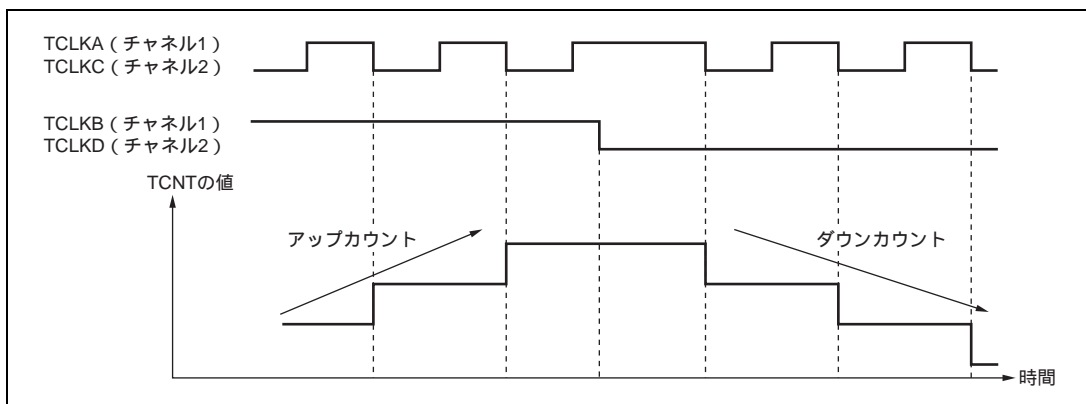 TCLKA（チャネル1）
TCLKC（チャネル2）
TCLKB（チャネル1）
TCLKD（チャネル2）
TCNTの値
アップカウント
ダウンカウント
時間